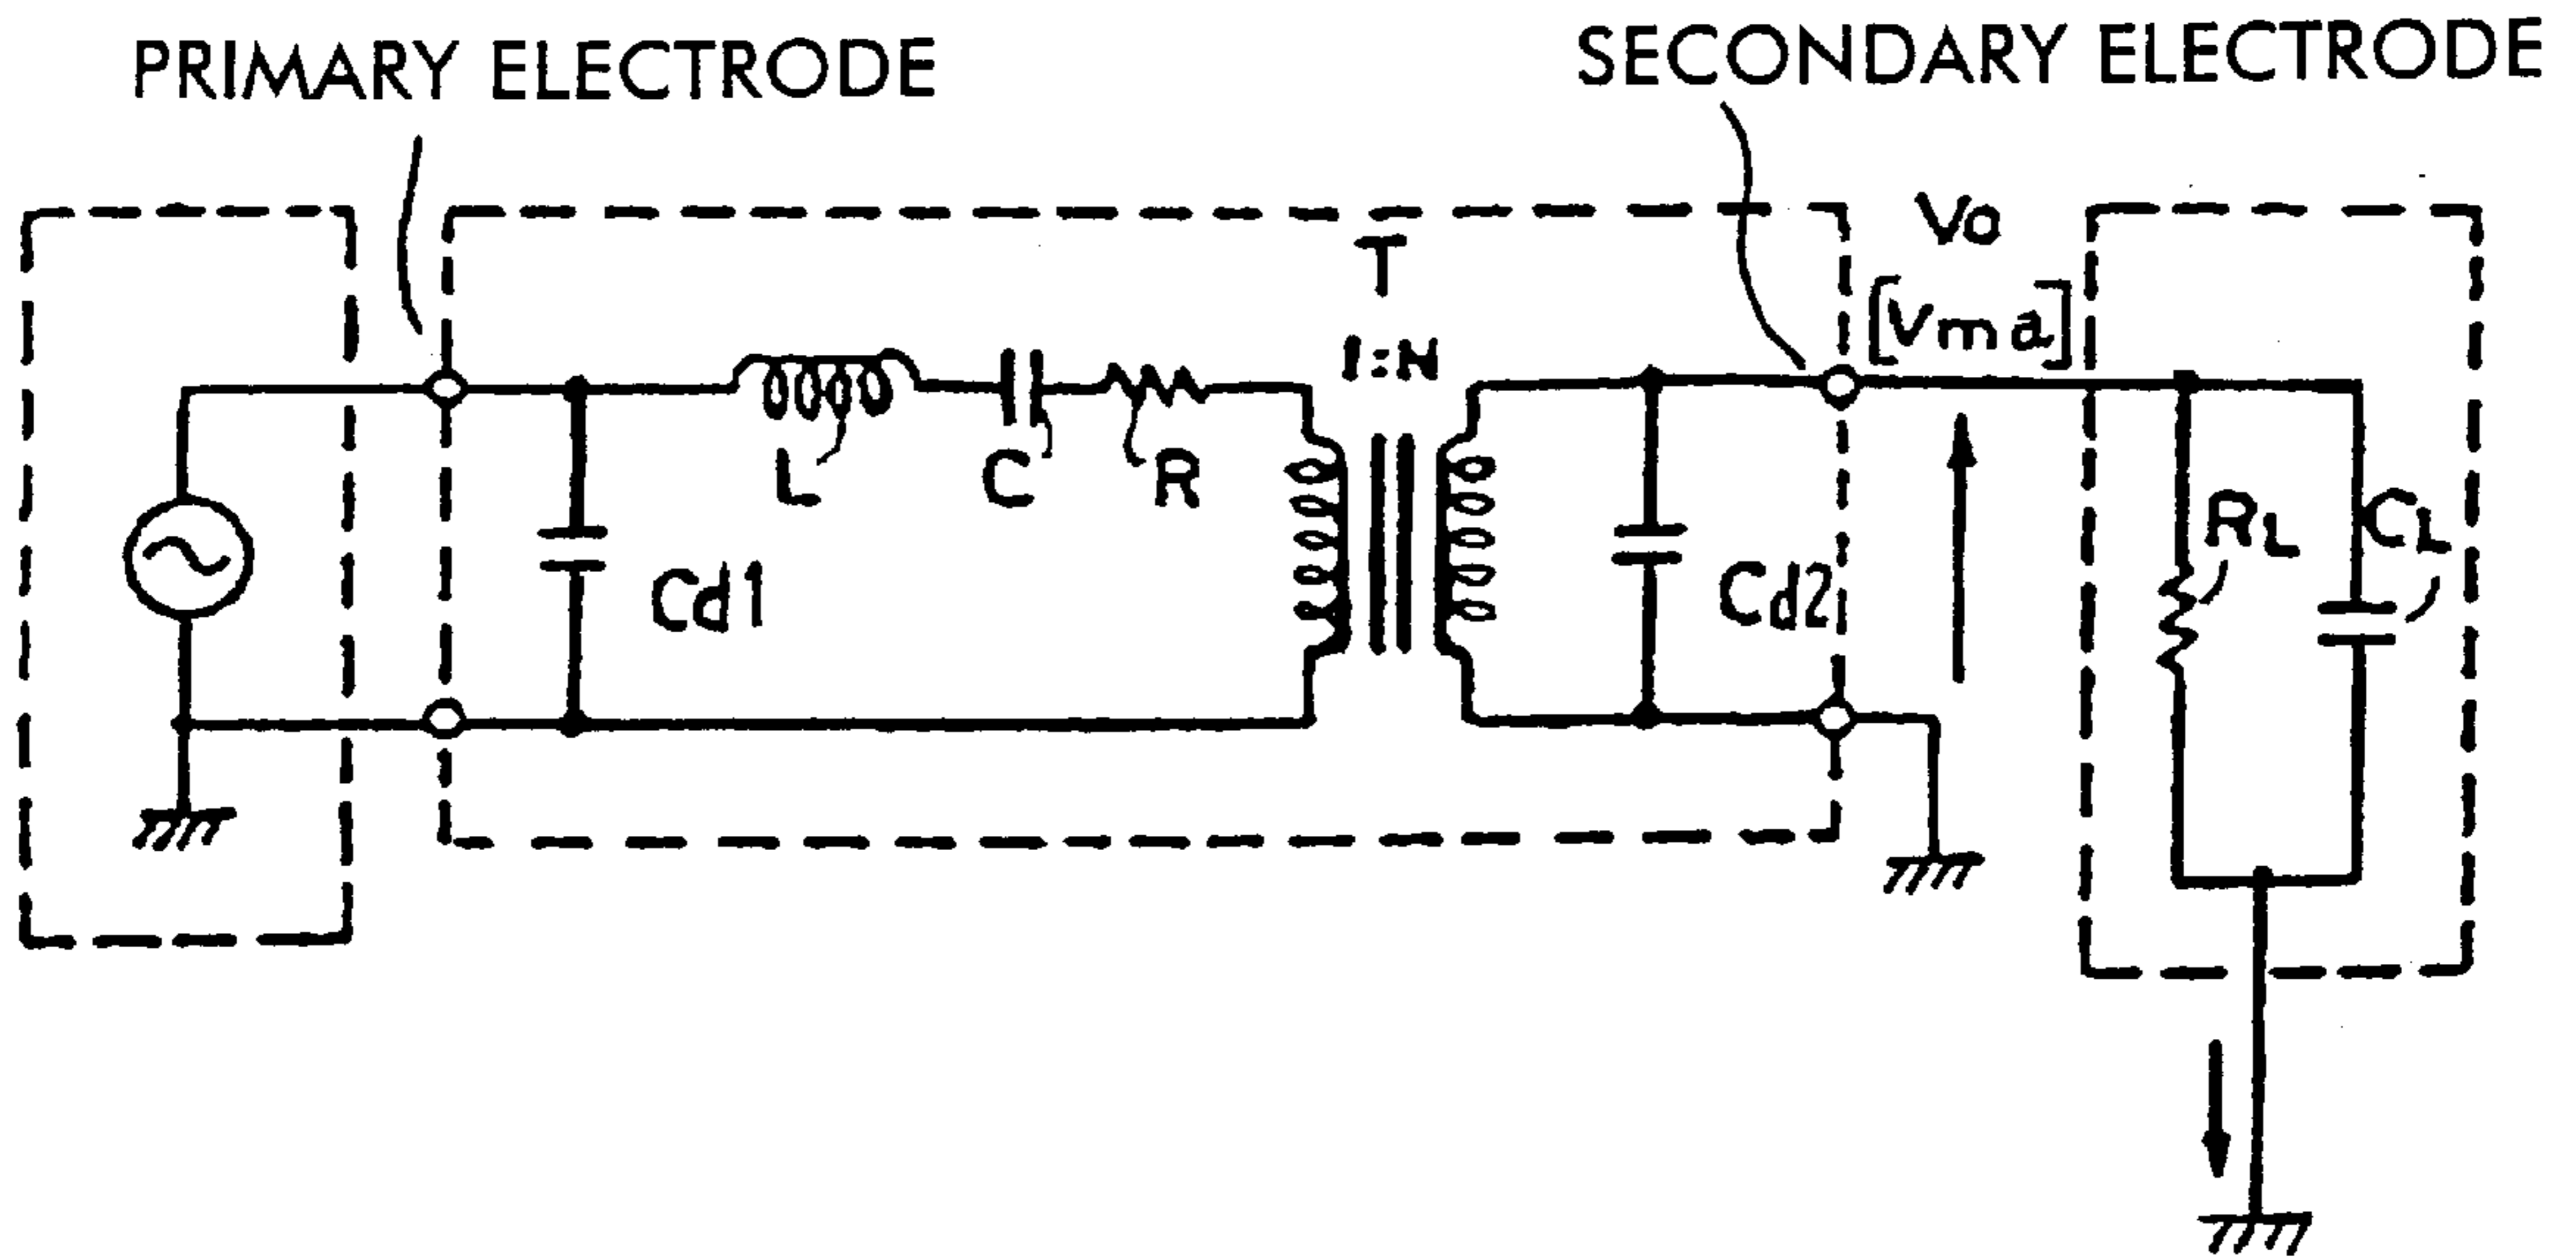 PRIMARY ELECTRODE
SECONDARY ELECTRODE
Vo
[Vma]
T
1:N
L
C
R
Cd1
Cd2
RL
CL